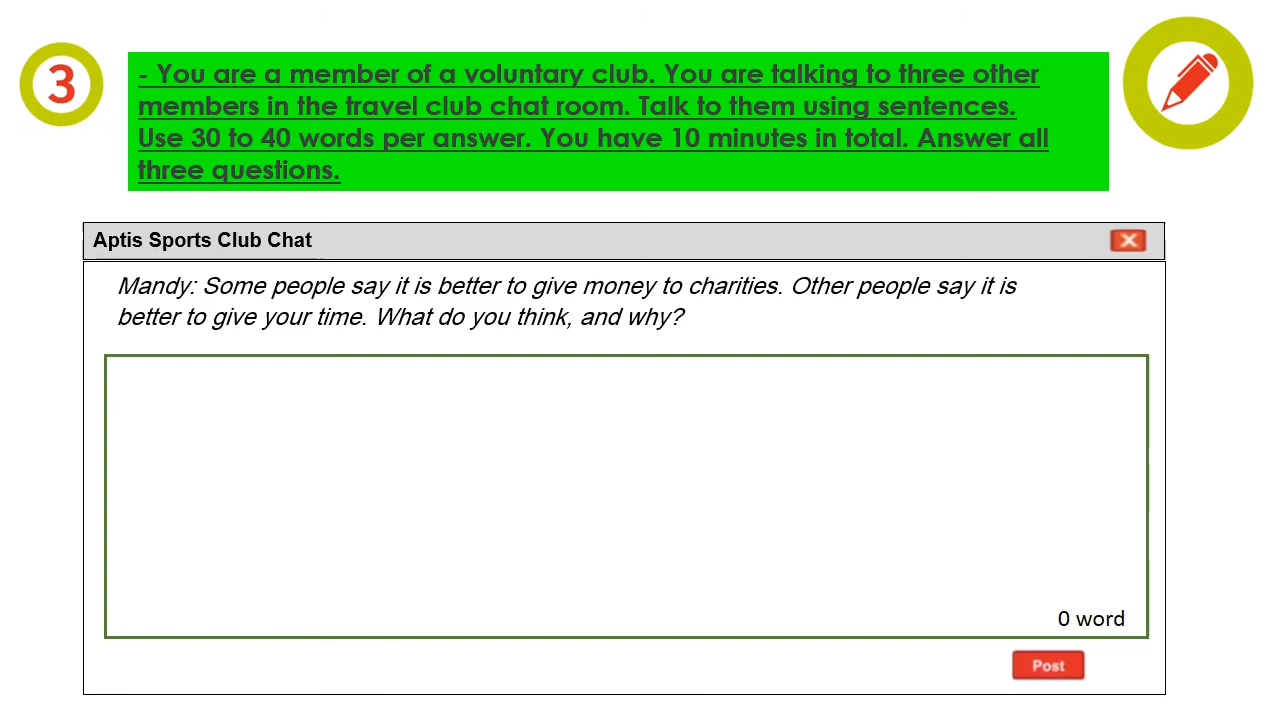 3
- You are a member of a voluntary club. You are talking to three other
members in the travel club chat room. Talk to them using sentences.
Use 30 to 40 words per answer. You have 10 minutes in total. Answer all
three questions.
Aptis Sports Club Chat
Mandy: Some people say it is better to give money to charities. Other people say it is
better to give your time. What do you think, and why?
0 word
Post